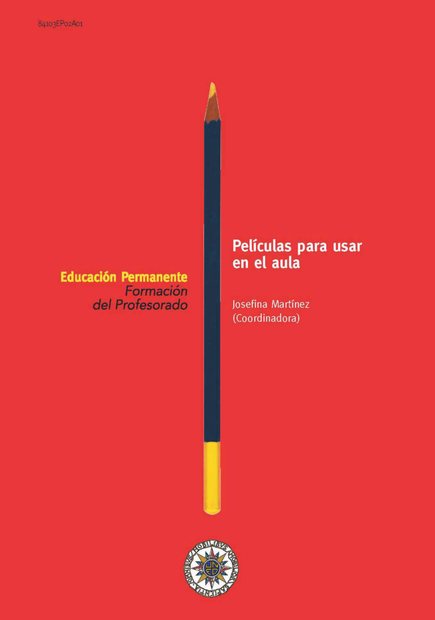 84103EP02A01
Películas para usar
en el aula
Educación Permanente
Formación
del Profesorado
Josefina Martínez
(Coordinadora)